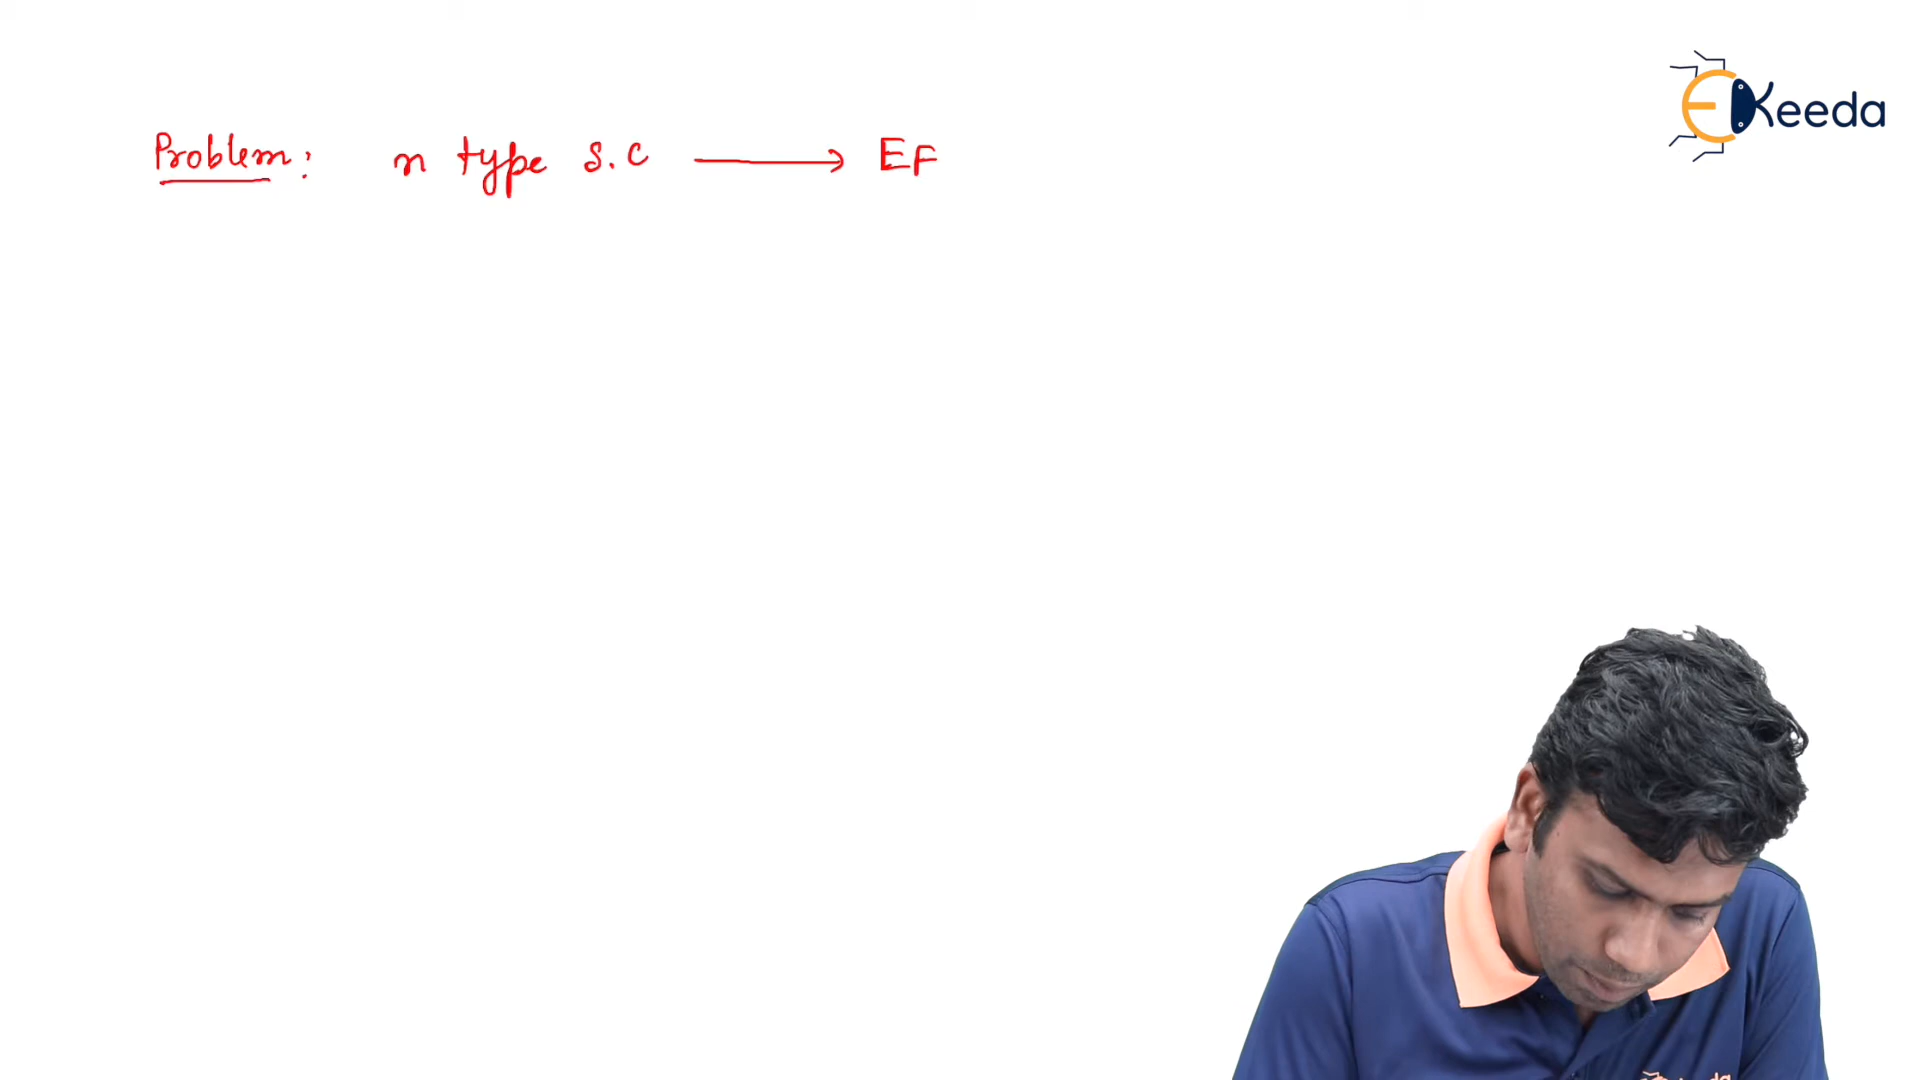 EKeeda
Problem: n type S.C ⟶ EF